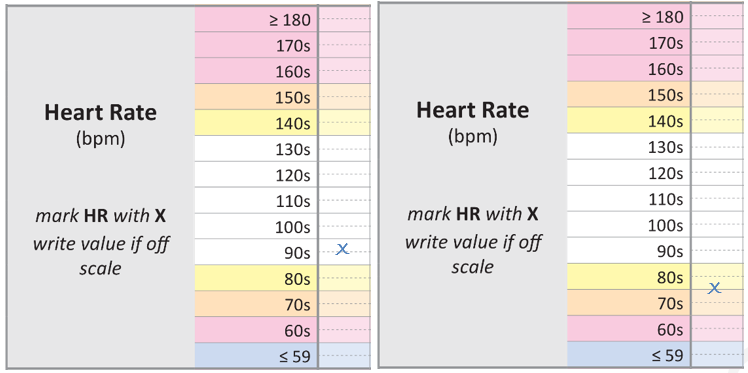 Heart Rate
(bpm)
mark HR with X
write value if off
scale
≥ 180
170s
160s
150s
140s
130s
120s
110s
100s
90s
80s
70s
60s
≤ 59
X
Heart Rate
(bpm)
mark HR with X
write value if off
scale
≥ 180
170s
160s
150s
140s
130s
120s
110s
100s
90s
80s
70s
60s
≤ 59
X